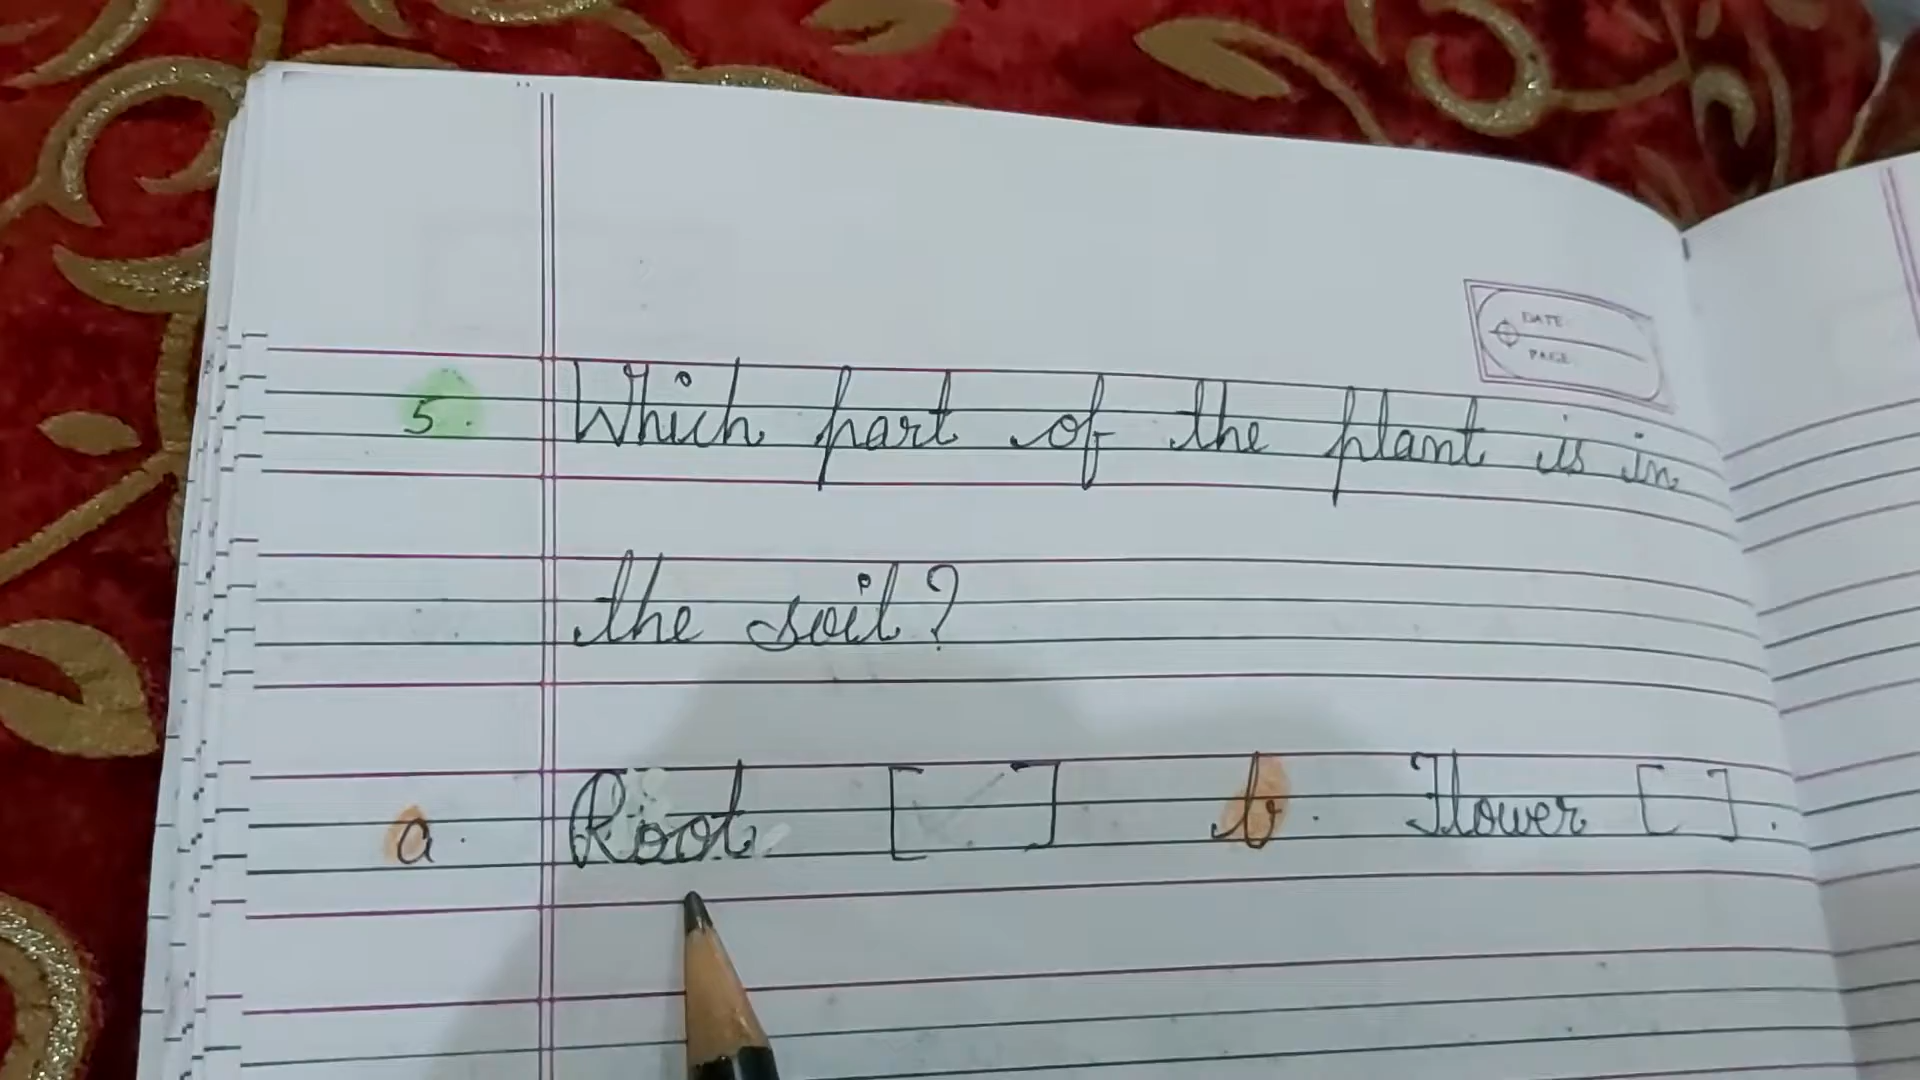 DATE:
PAGE:
5. Which part of the plant is in
the soil?
a. Root [ ] b. Flower [ ].